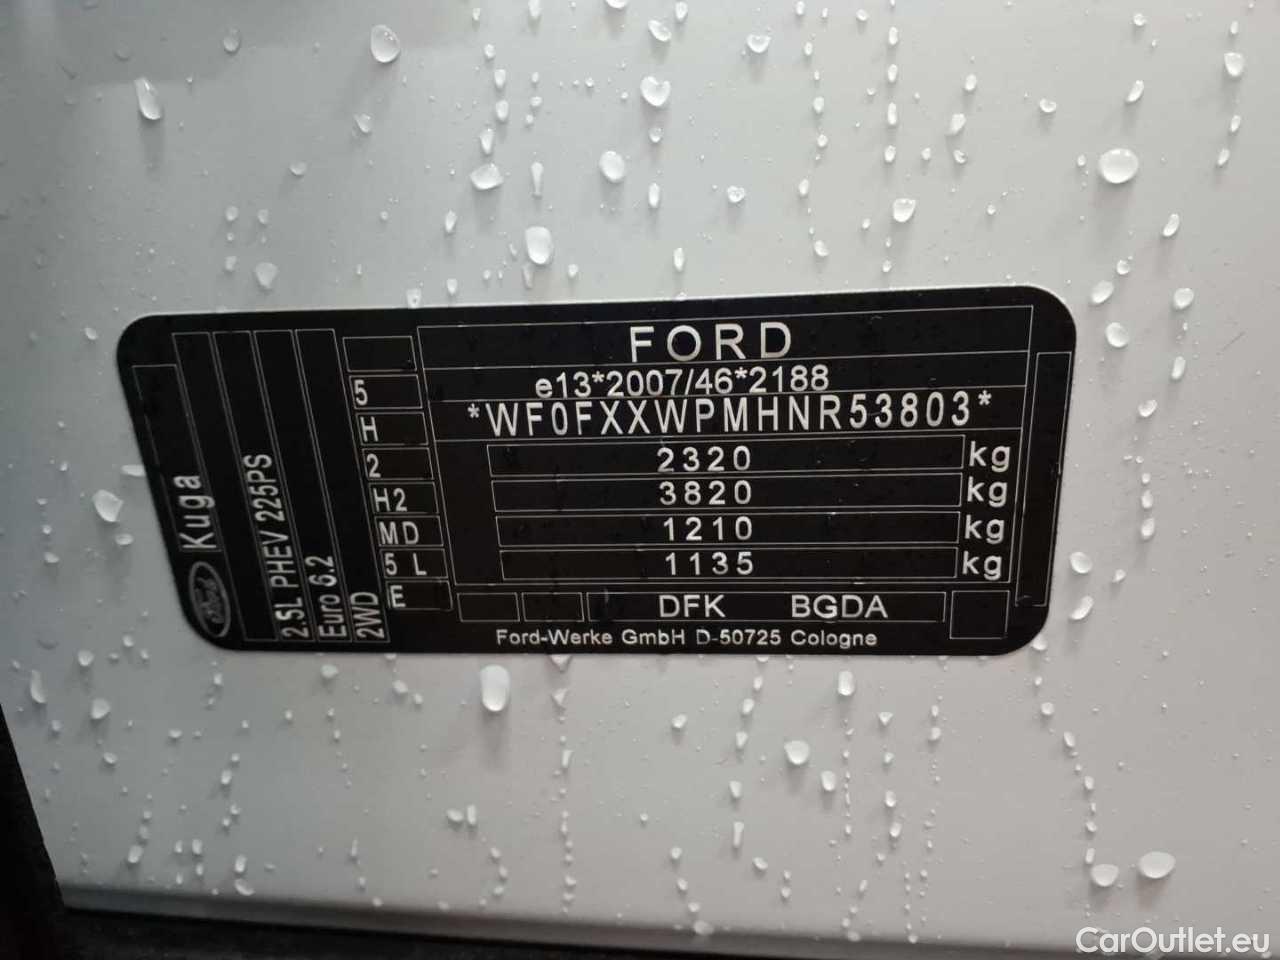 FORD
e13*2007/46*2188
*WF0FXXWPMHNR53803*
2320 kg
3820 kg
1210 kg
1135 kg
DFK BGDA
Ford-Werke GmbH D-50725 Cologne
5
H
2
H2
MD
5 L
E
Ford
Kuga
2.5L PHEV 225PS
Euro 6.2
2WD
CarOutlet.eu